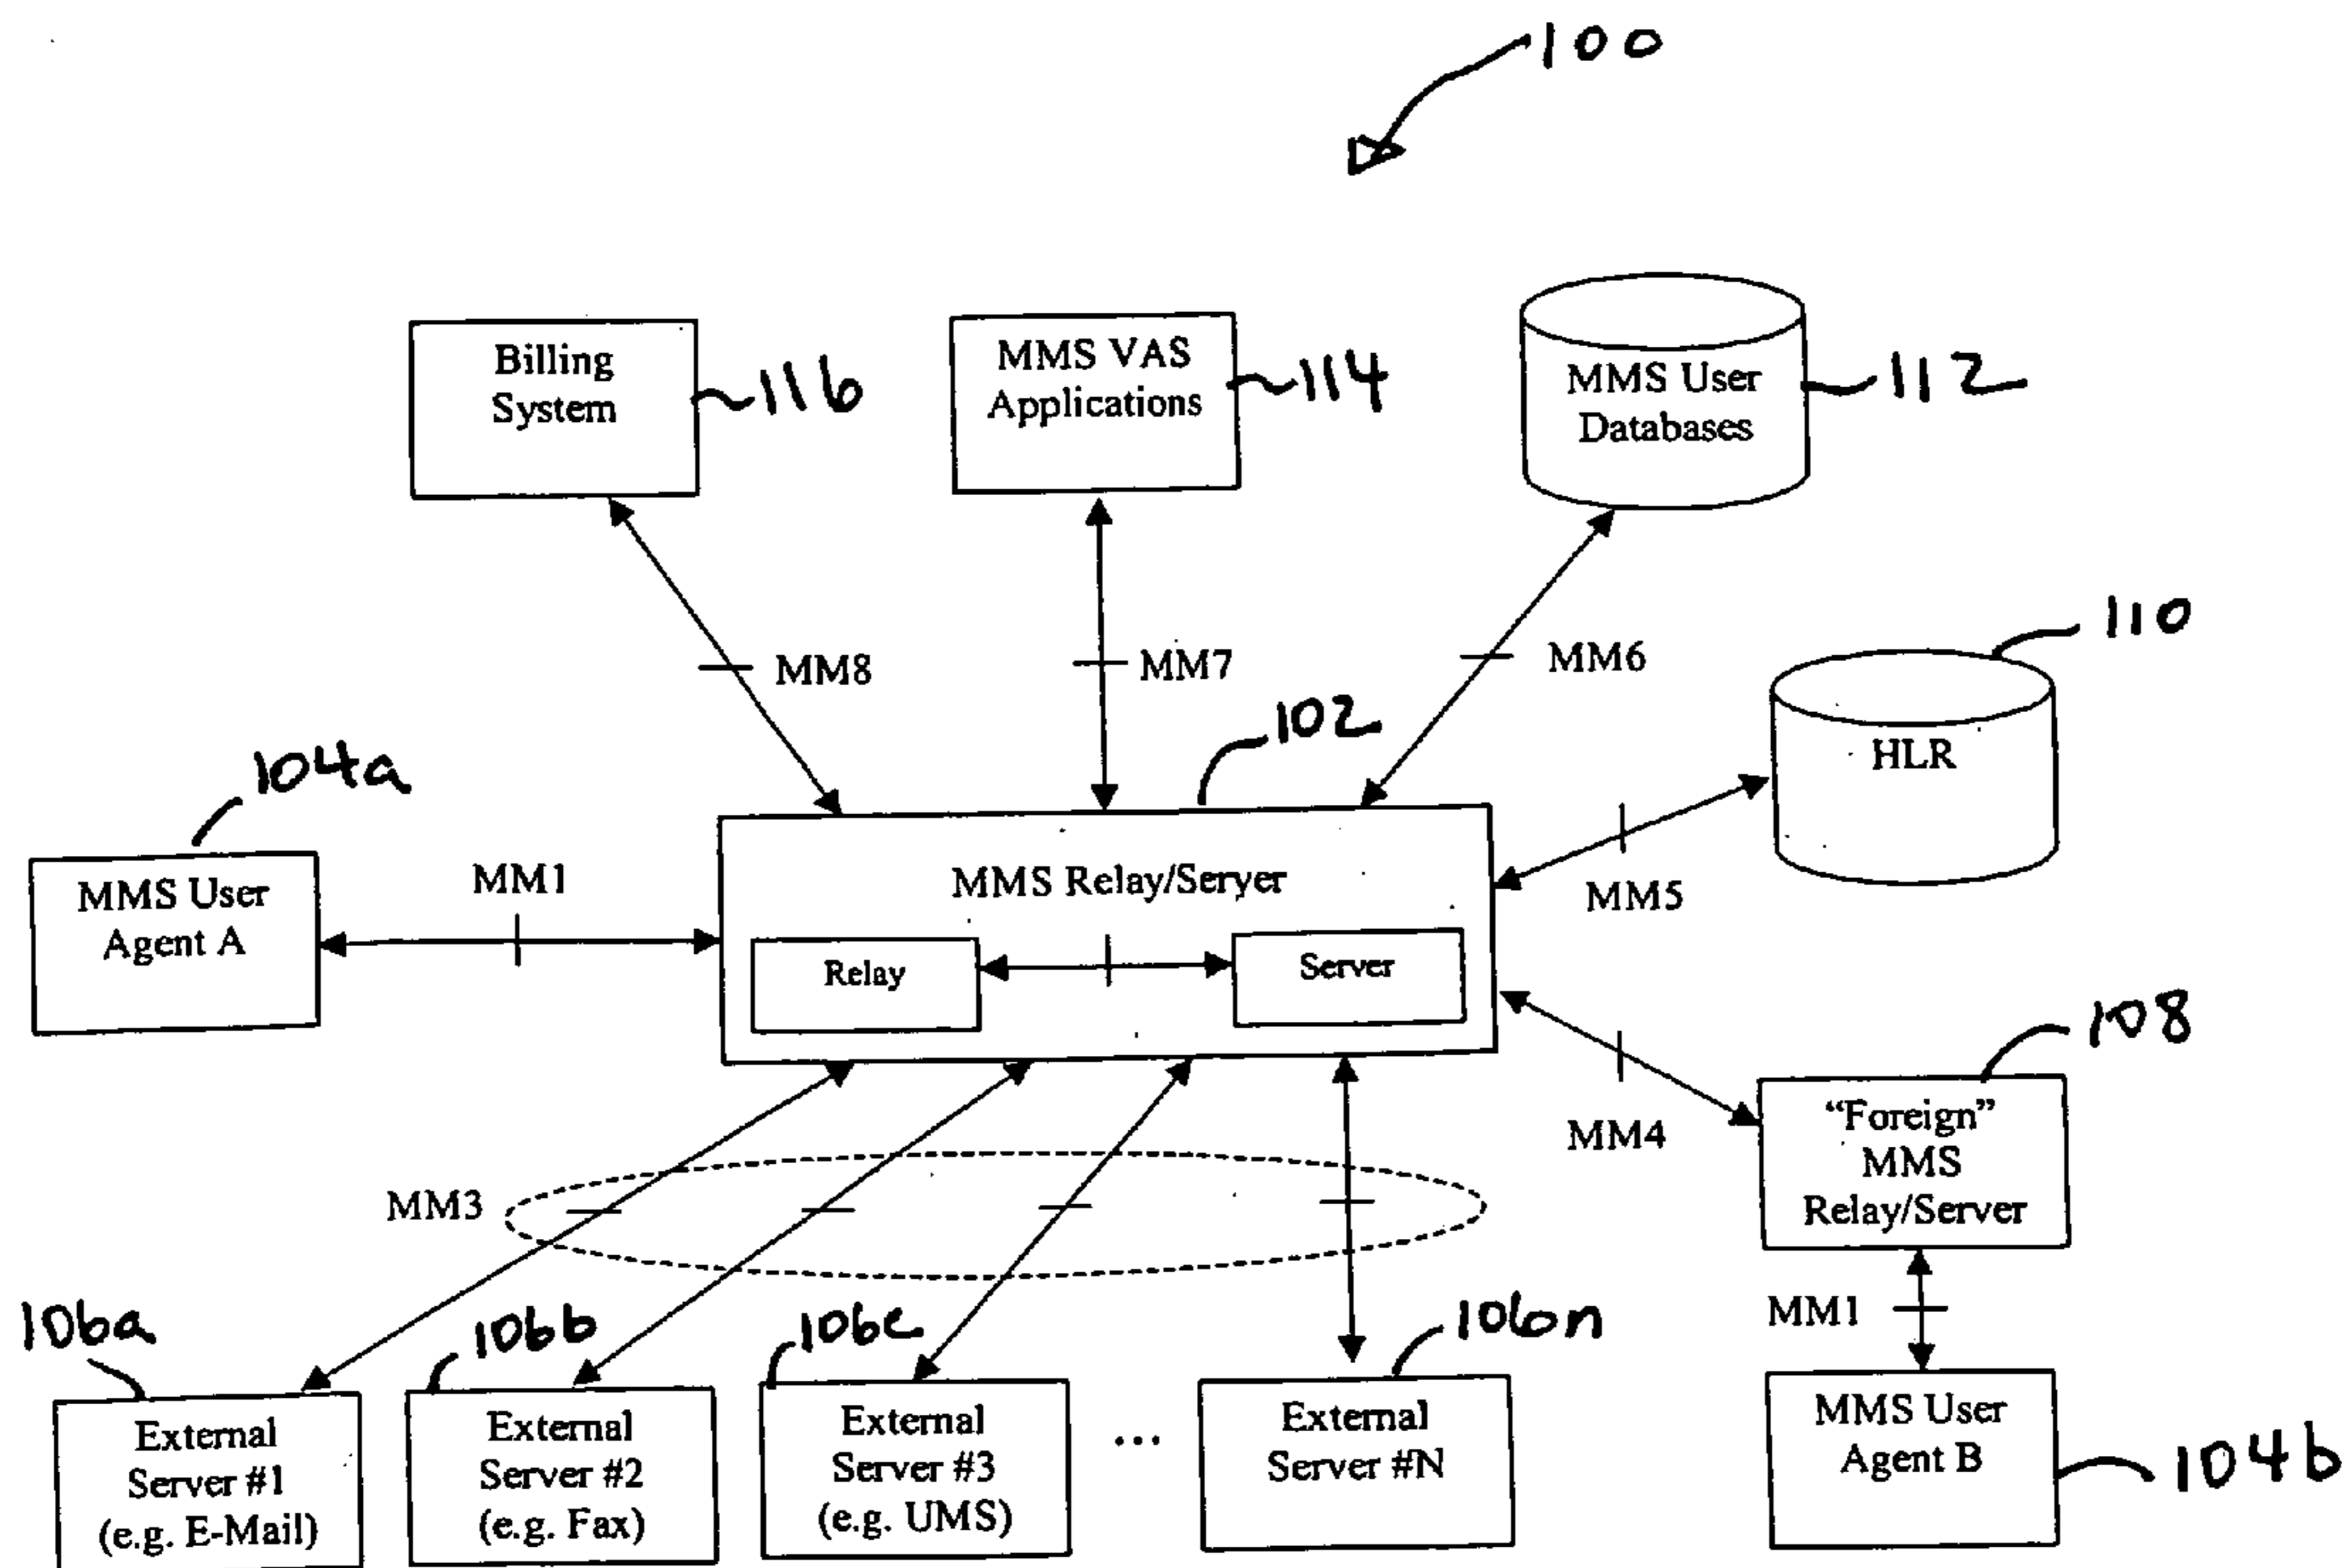 100
Billing
System
116
MMS VAS
Applications
114
MMS User
Databases
112
MM8
MM7
MM6
110
HLR
102
104a
MMS User
Agent A
MM1
MMS Relay/Server
Relay
Server
MM5
MM4
108
“Foreign”
MMS
Relay/Server
MM3
MM1
106a
External
Server #1
(e.g. E-Mail)
106b
External
Server #2
(e.g. Fax)
106c
External
Server #3
(e.g. UMS)
...
106n
External
Server #N
MMS User
Agent B
104b